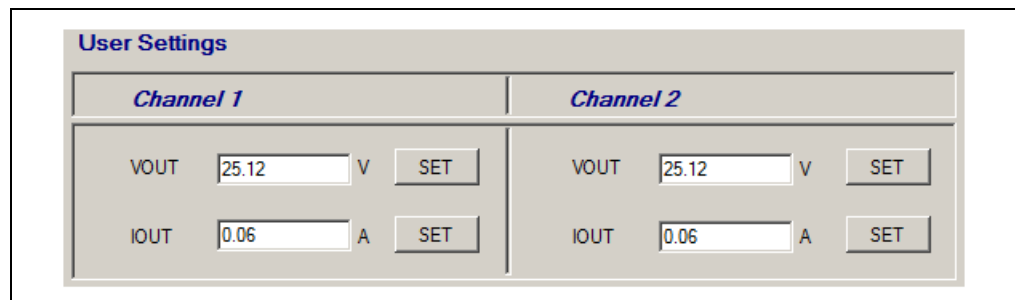 User Settings
Channel 1 Channel 2
VOUT 25.12 V SET VOUT 25.12 V SET
IOUT 0.06 A SET IOUT 0.06 A SET